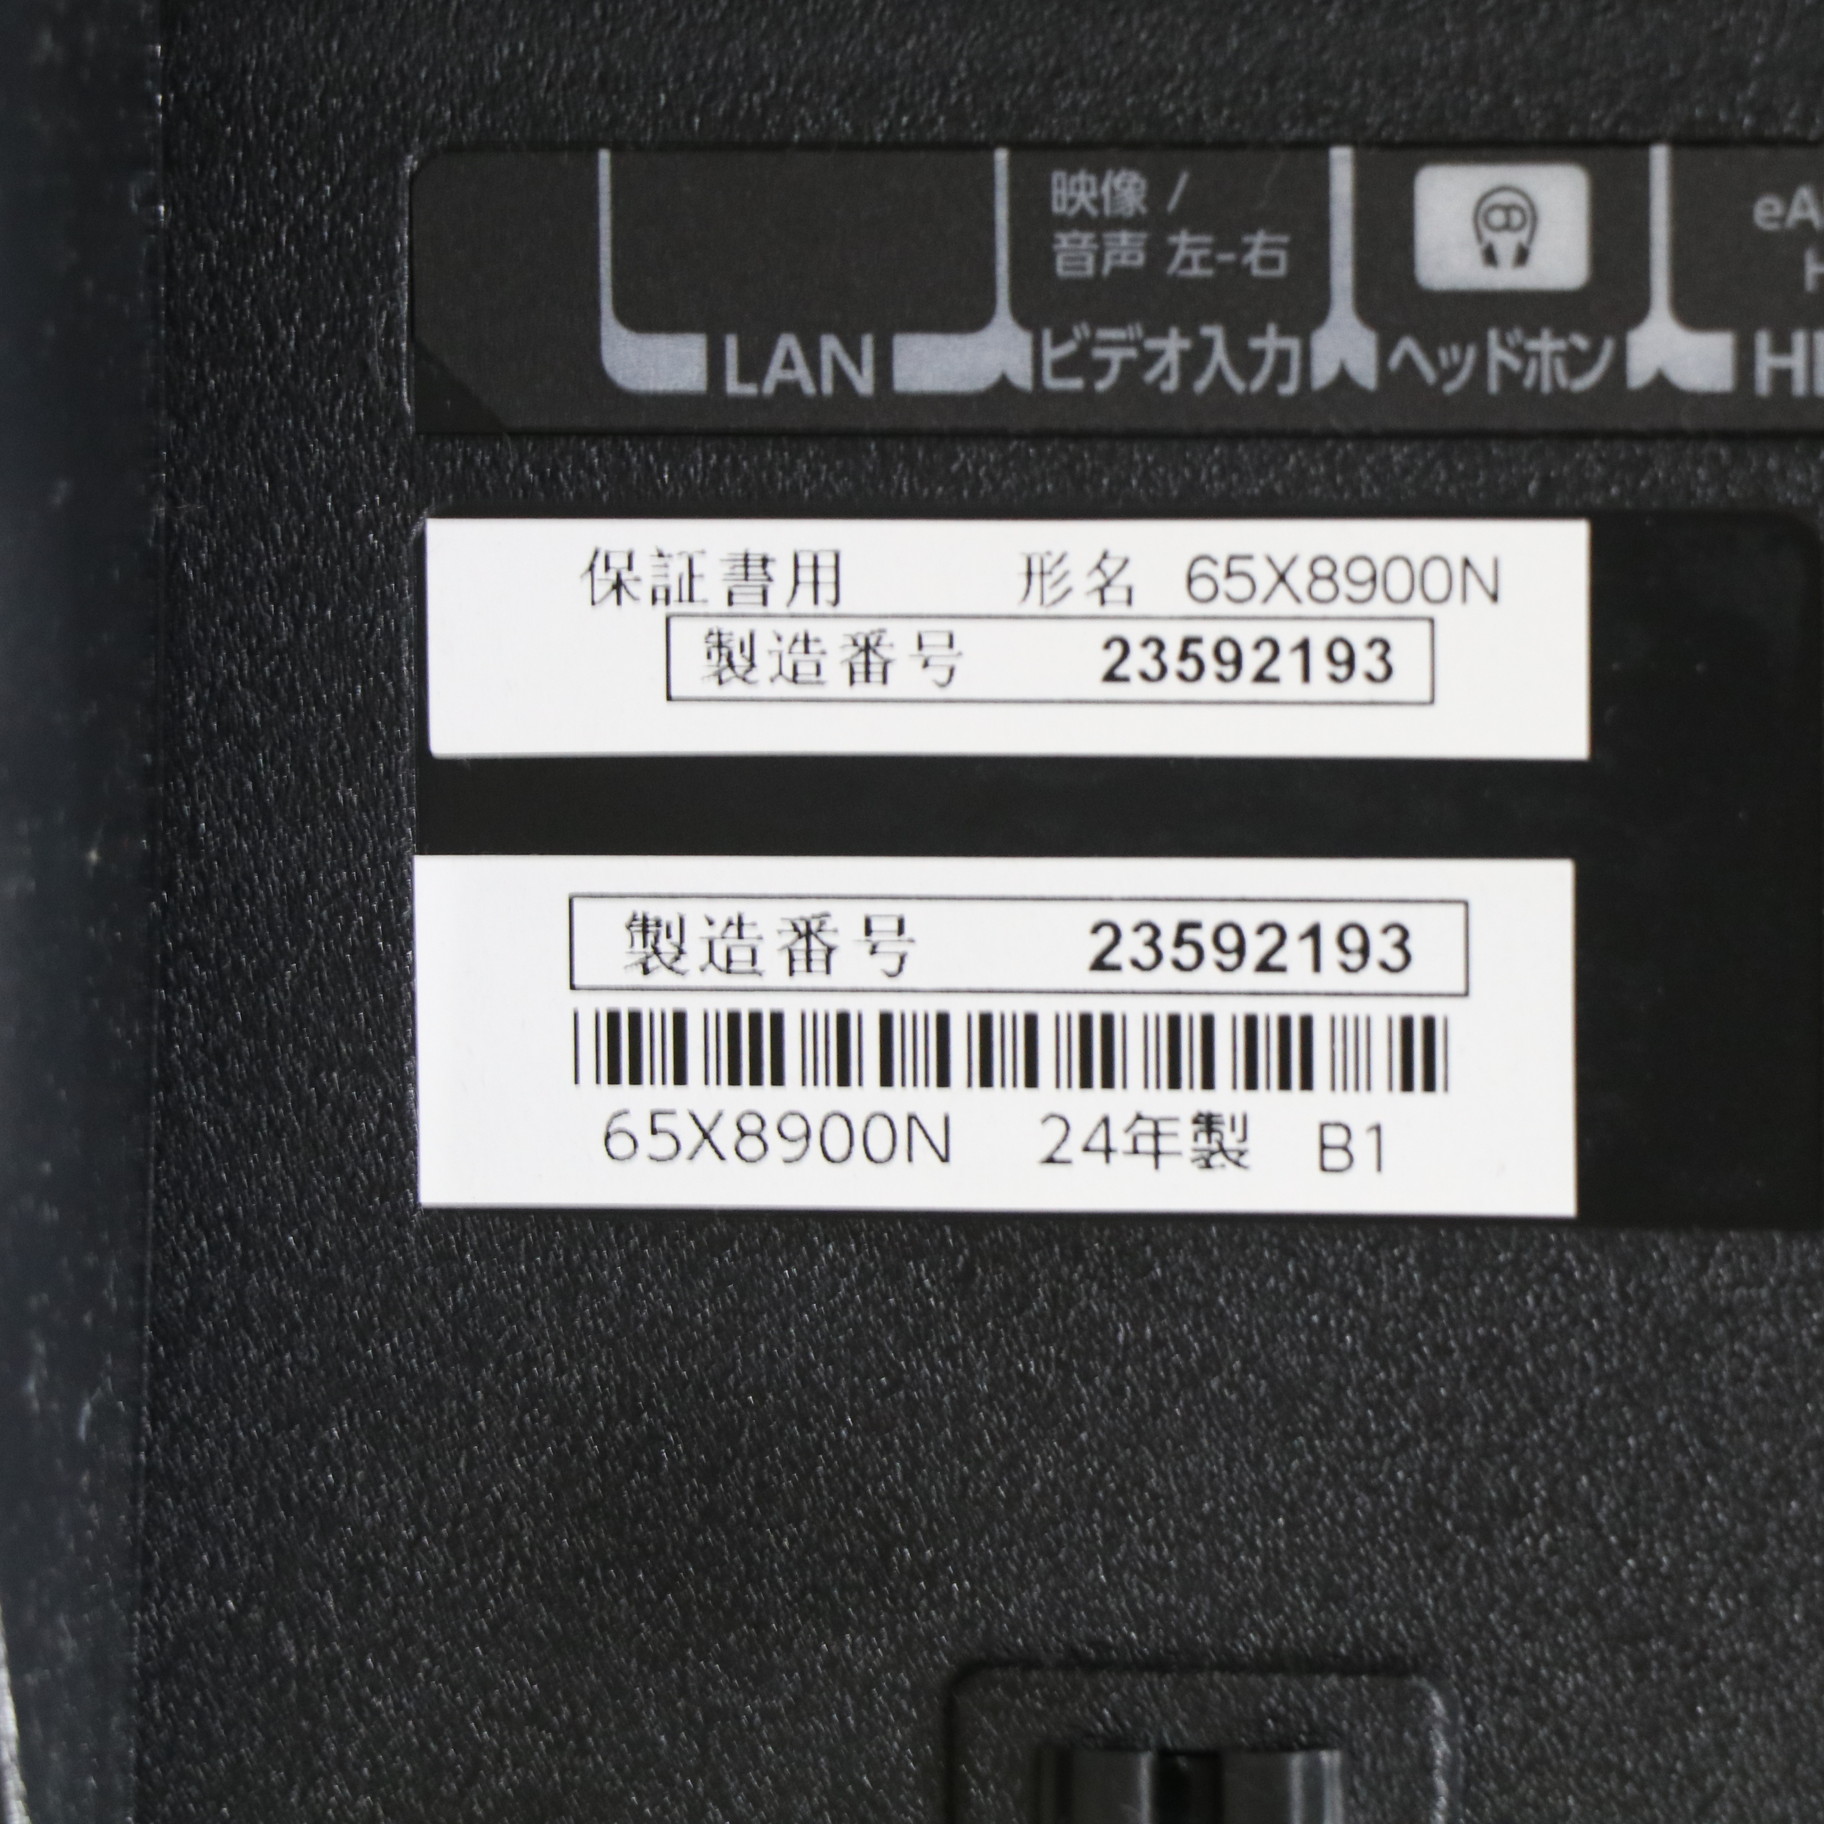 映像 /
音声 左-右
eA
H
LAN ビデオ入力 ヘッドホン
保証書用 形名 65X8900N
製造番号 23592193
製造番号 23592193
65X8900N 24年製 B1